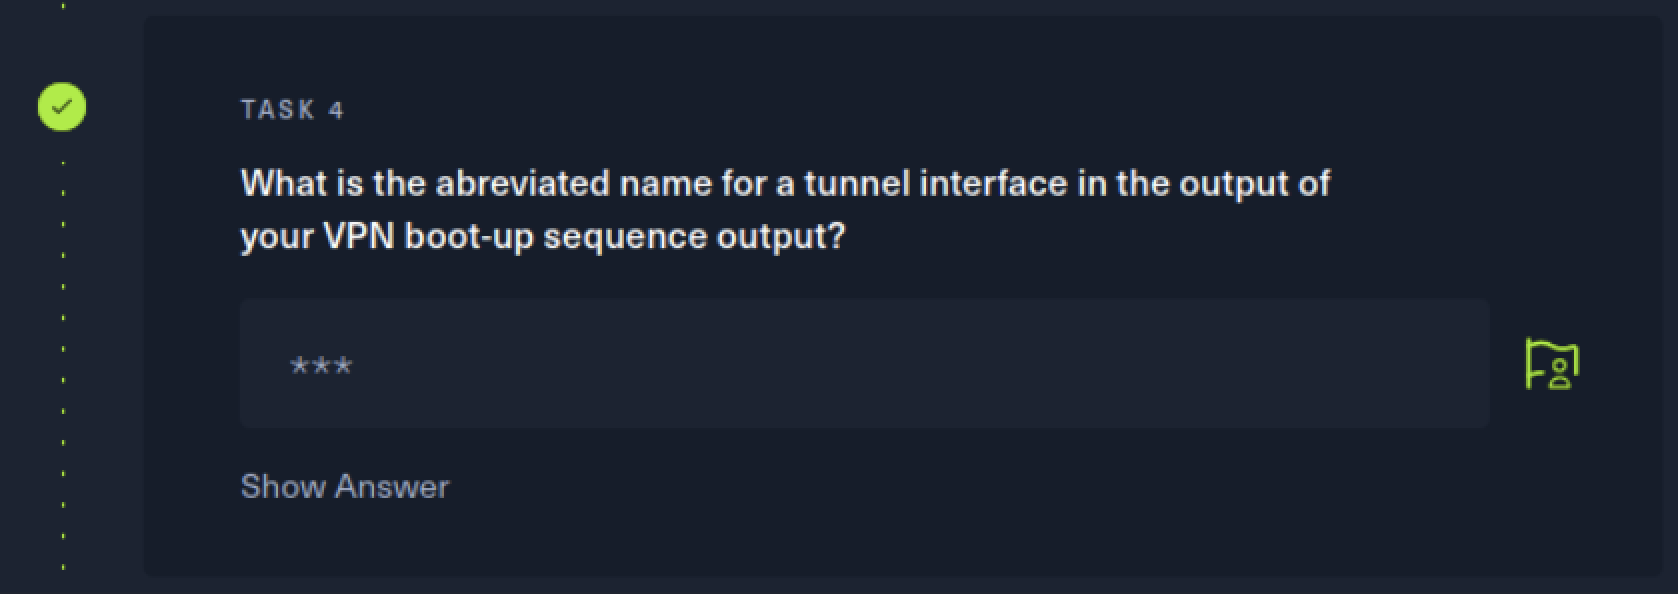 TASK 4
What is the abreviated name for a tunnel interface in the output of
your VPN boot-up sequence output?
***
Show Answer